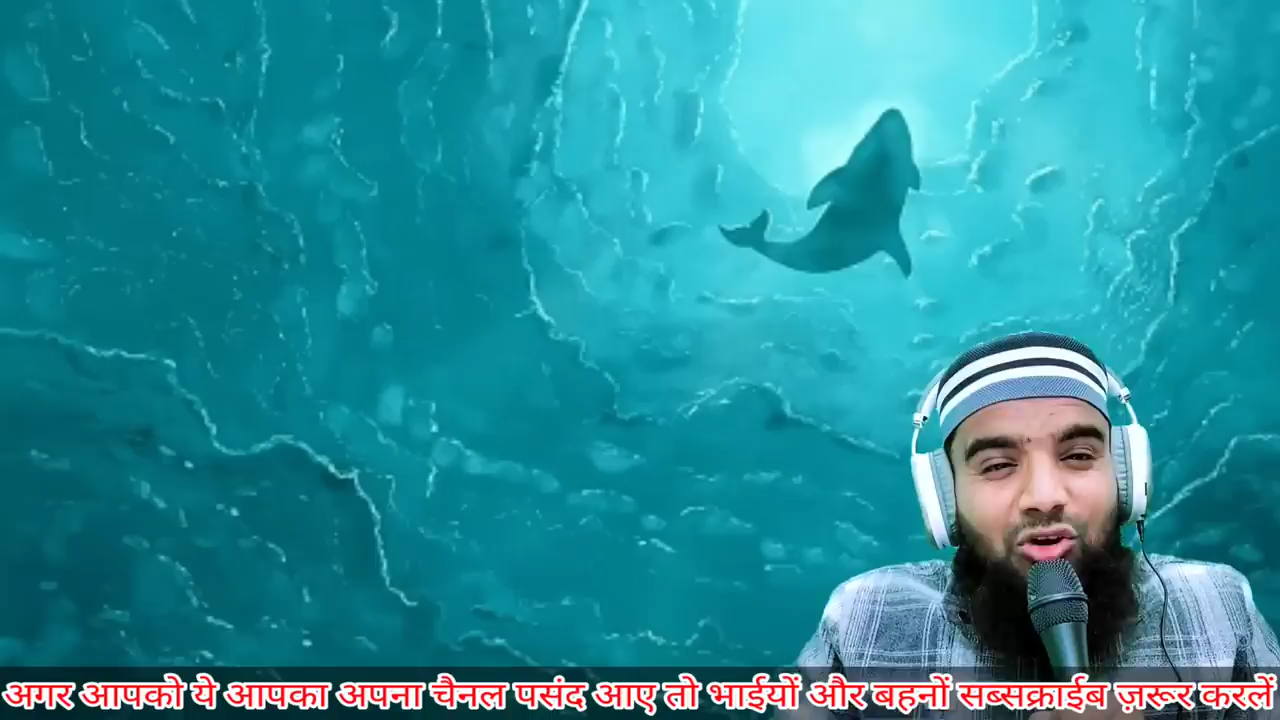 अगर आपको ये आपका अपना चैनल पसंद आए तो भाईयों और बहनों सब्सक्राईब ज़रूर करलें